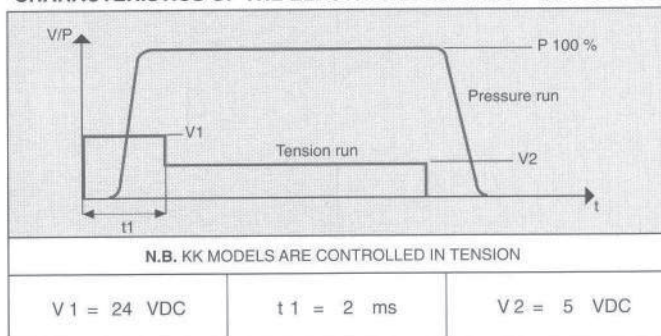 V/P
P 100 %
Pressure run
V1
Tension run
V2
t1
t
N.B. KK MODELS ARE CONTROLLED IN TENSION
V 1 = 24 VDC
t 1 = 2 ms
V 2 = 5 VDC